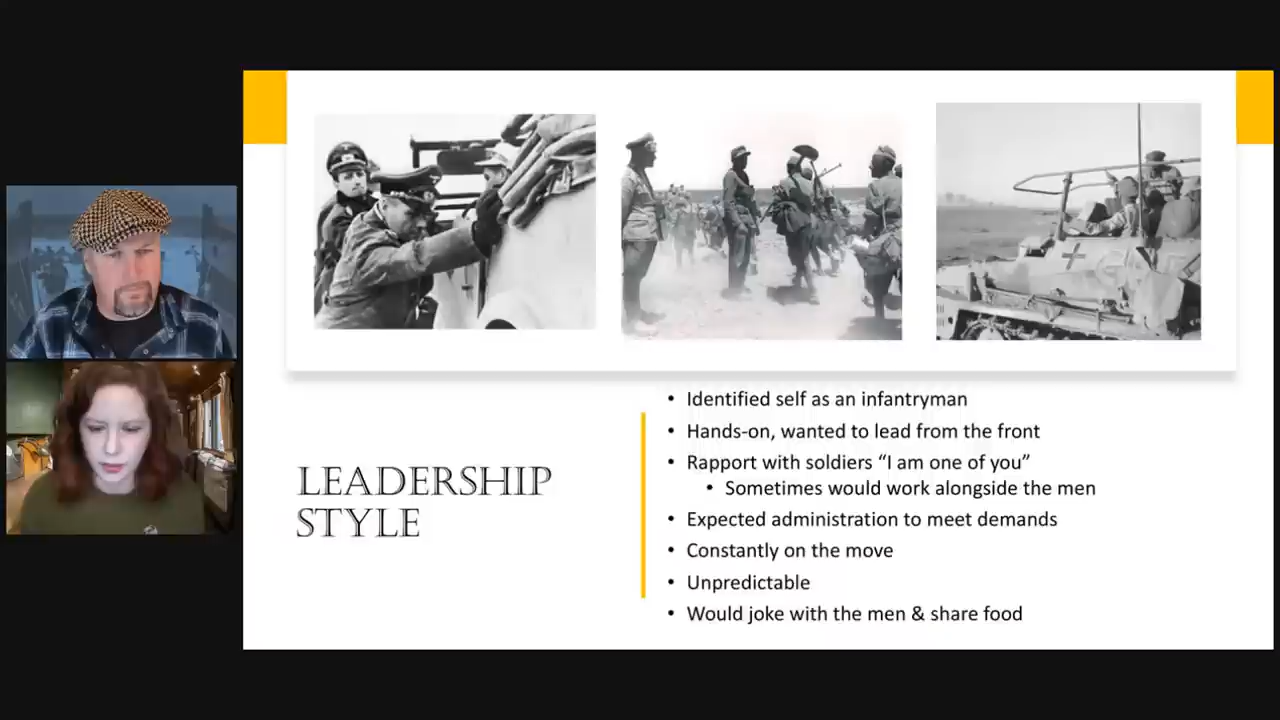 LEADERSHIP
STYLE
• Identified self as an infantryman
• Hands-on, wanted to lead from the front
• Rapport with soldiers “I am one of you”
• Sometimes would work alongside the men
• Expected administration to meet demands
• Constantly on the move
• Unpredictable
• Would joke with the men & share food